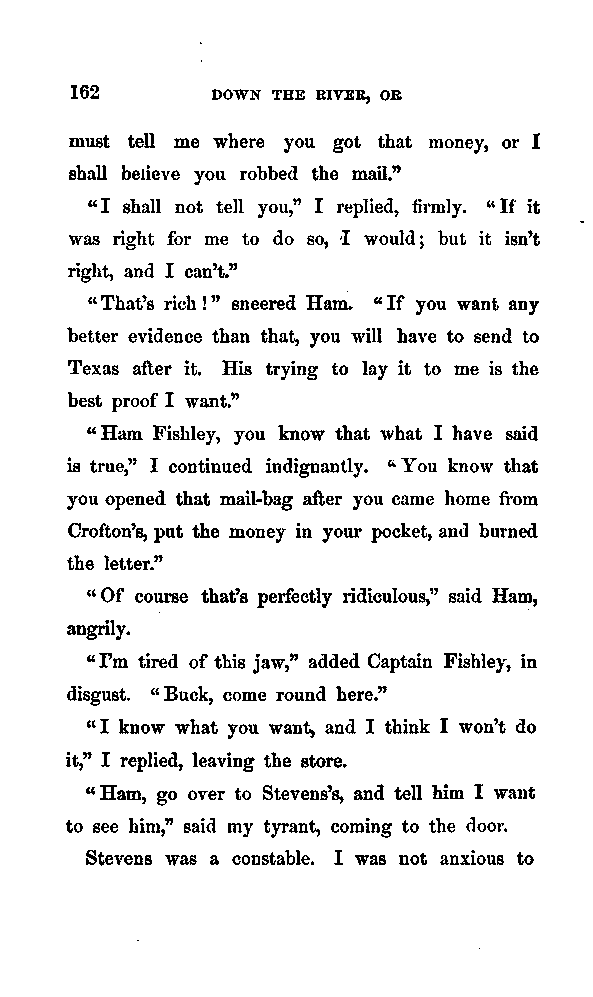 162 DOWN THE RIVER, OR
must tell me where you got that money, or I
shall believe you robbed the mail.”
“I shall not tell you,” I replied, firmly. “If it
was right for me to do so, I would; but it isn’t
right, and I can’t.”
“That’s rich!” sneered Ham. “If you want any
better evidence than that, you will have to send to
Texas after it. His trying to lay it to me is the
best proof I want.”
“Ham Fishley, you know that what I have said
is true,” I continued indignantly. “You know that
you opened that mail-bag after you came home from
Crofton’s, put the money in your pocket, and burned
the letter.”
“Of course that’s perfectly ridiculous,” said Ham,
angrily.
“I’m tired of this jaw,” added Captain Fishley, in
disgust. “Buck, come round here.”
“I know what you want, and I think I won’t do
it,” I replied, leaving the store.
“Ham, go over to Stevens’s, and tell him I want
to see him,” said my tyrant, coming to the door.
Stevens was a constable. I was not anxious to